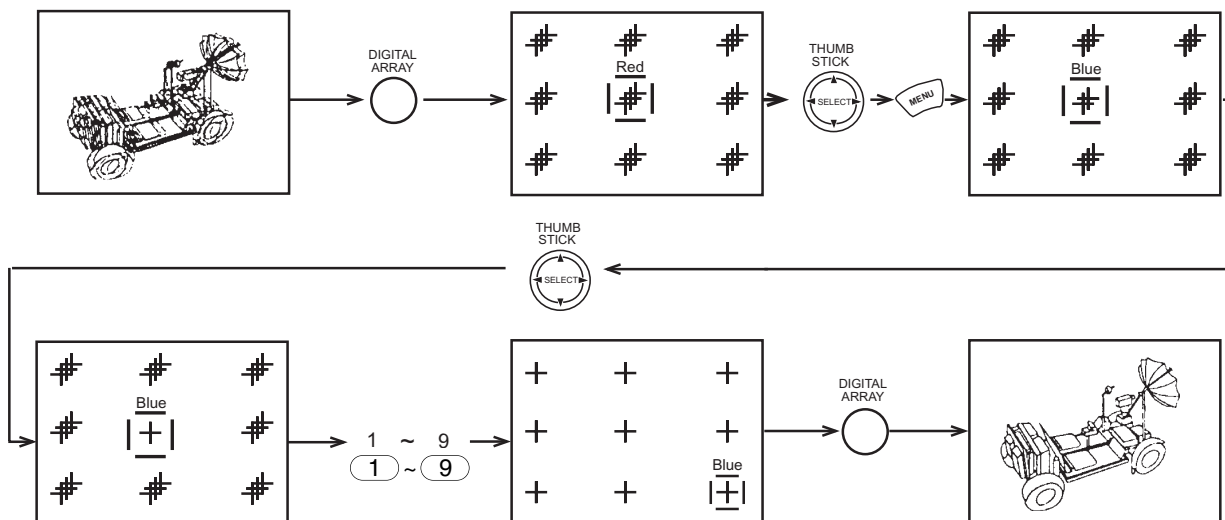 DIGITAL
ARRAY
Red
THUMB
STICK
SELECT
MENU
Blue
THUMB
STICK
SELECT
Blue
1 ~ 9
1 ~ 9
Blue
DIGITAL
ARRAY